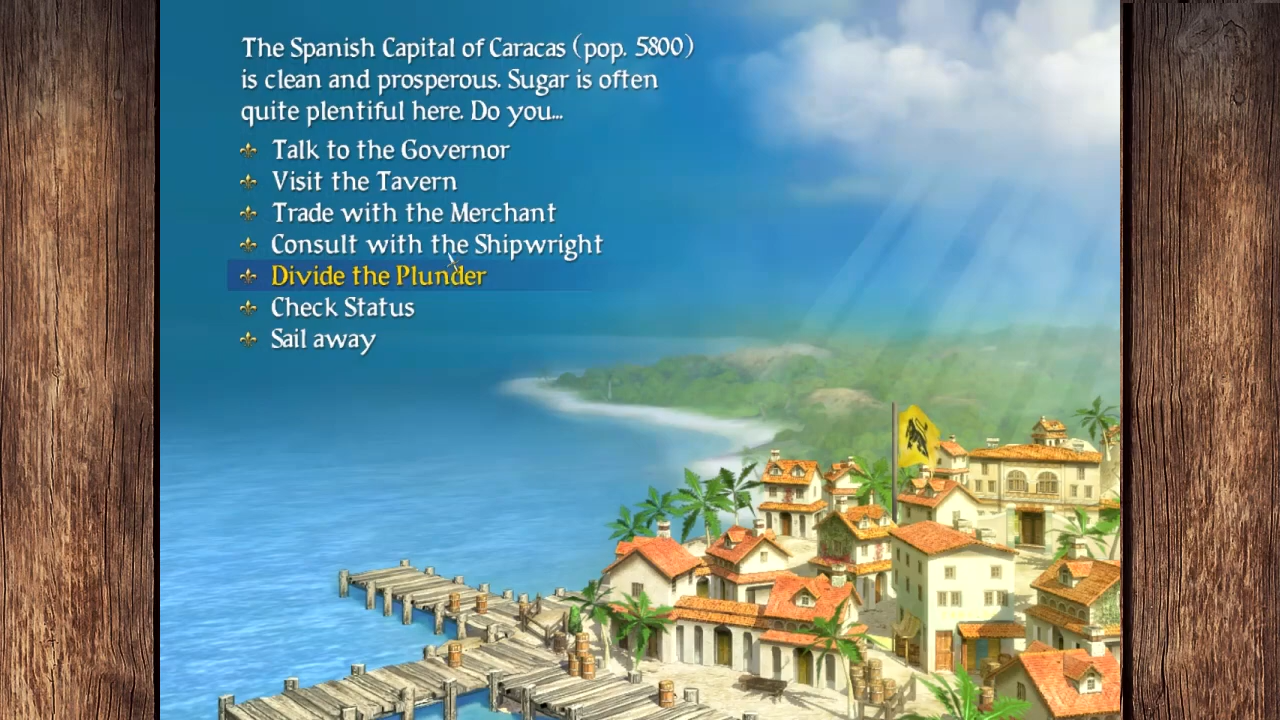 The Spanish Capital of Caracas (pop. 5800)
is clean and prosperous. Sugar is often
quite plentiful here. Do you...
Talk to the Governor
Visit the Tavern
Trade with the Merchant
Consult with the Shipwright
Divide the Plunder
Check Status
Sail away